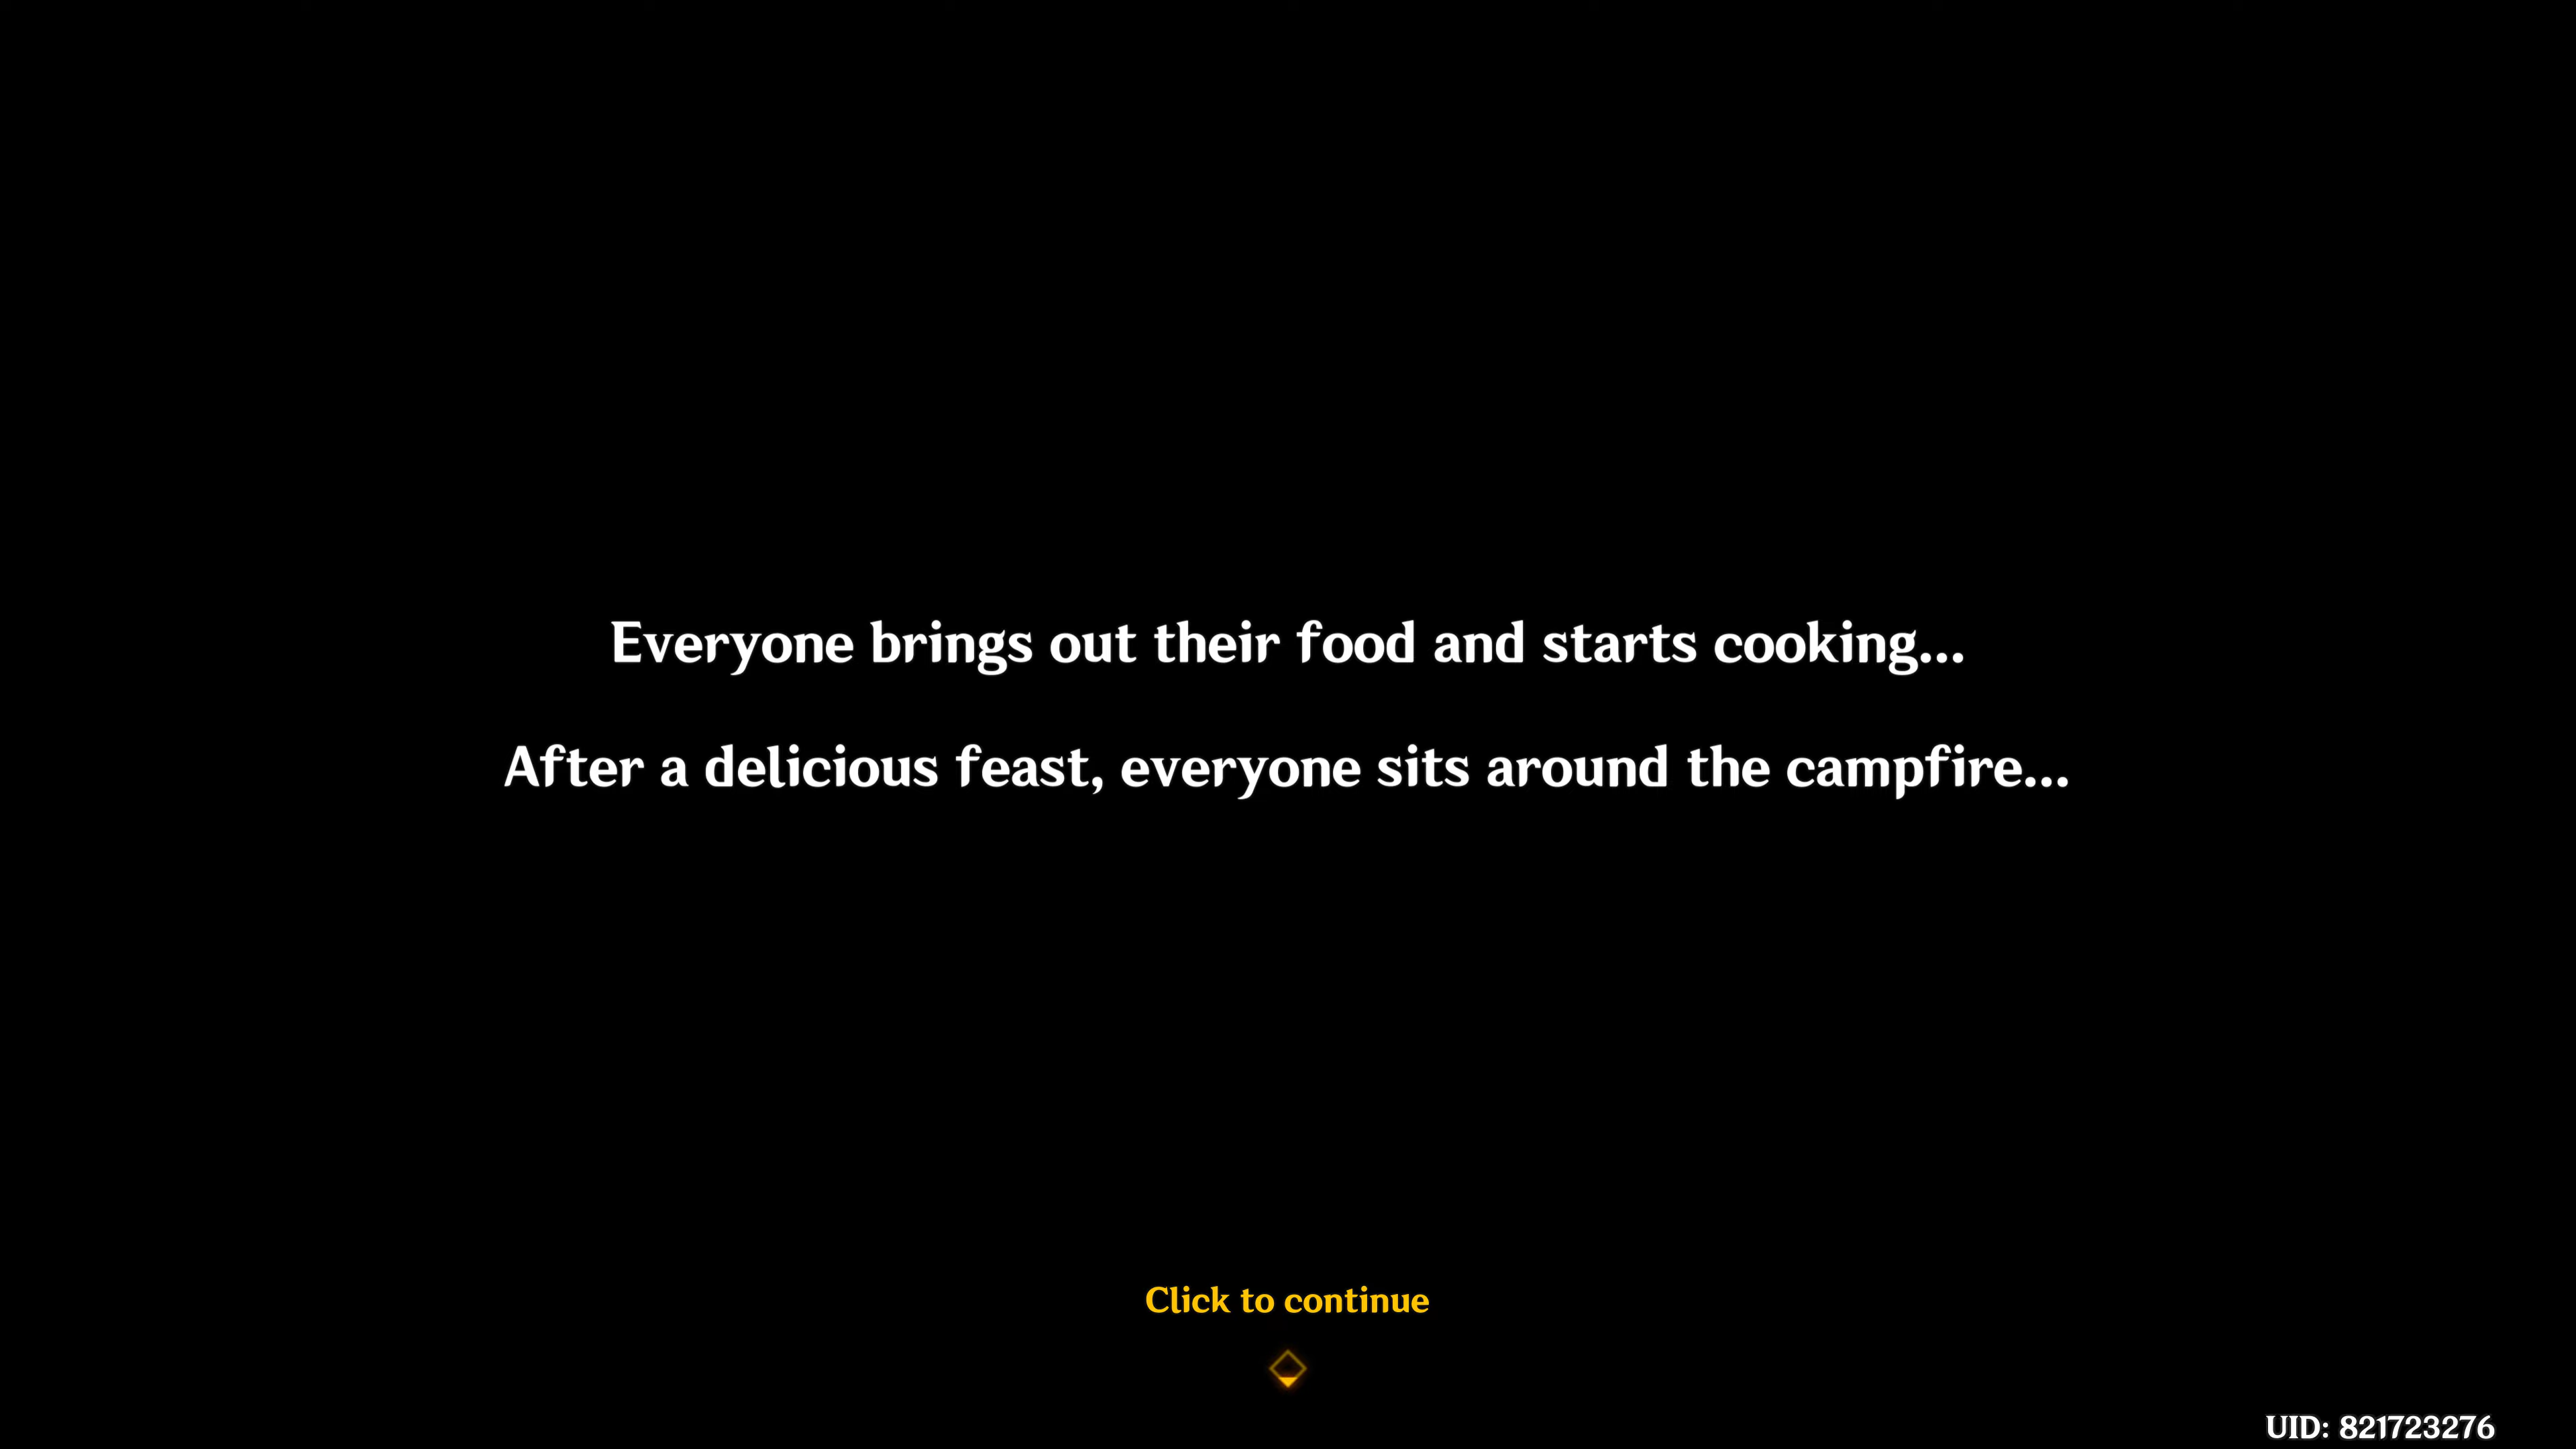 Everyone brings out their food and starts cooking...
After a delicious feast, everyone sits around the campfire...
Click to continue
UID: 821723276